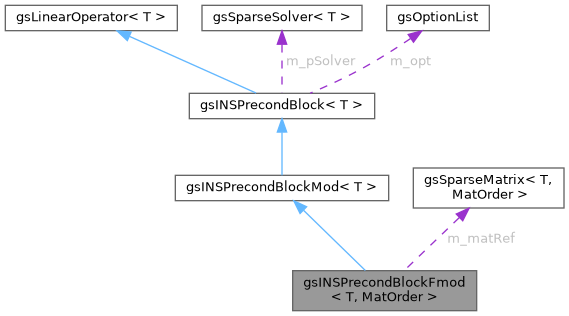 gsLinearOperator< T >
gsSparseSolver< T >
gsOptionList
m_pSolver
m_opt
gsINSPrecondBlock< T >
gsINSPrecondBlockMod< T >
gsSparseMatrix< T,
MatOrder >
m_matRef
gsINSPrecondBlockFmod
< T, MatOrder >